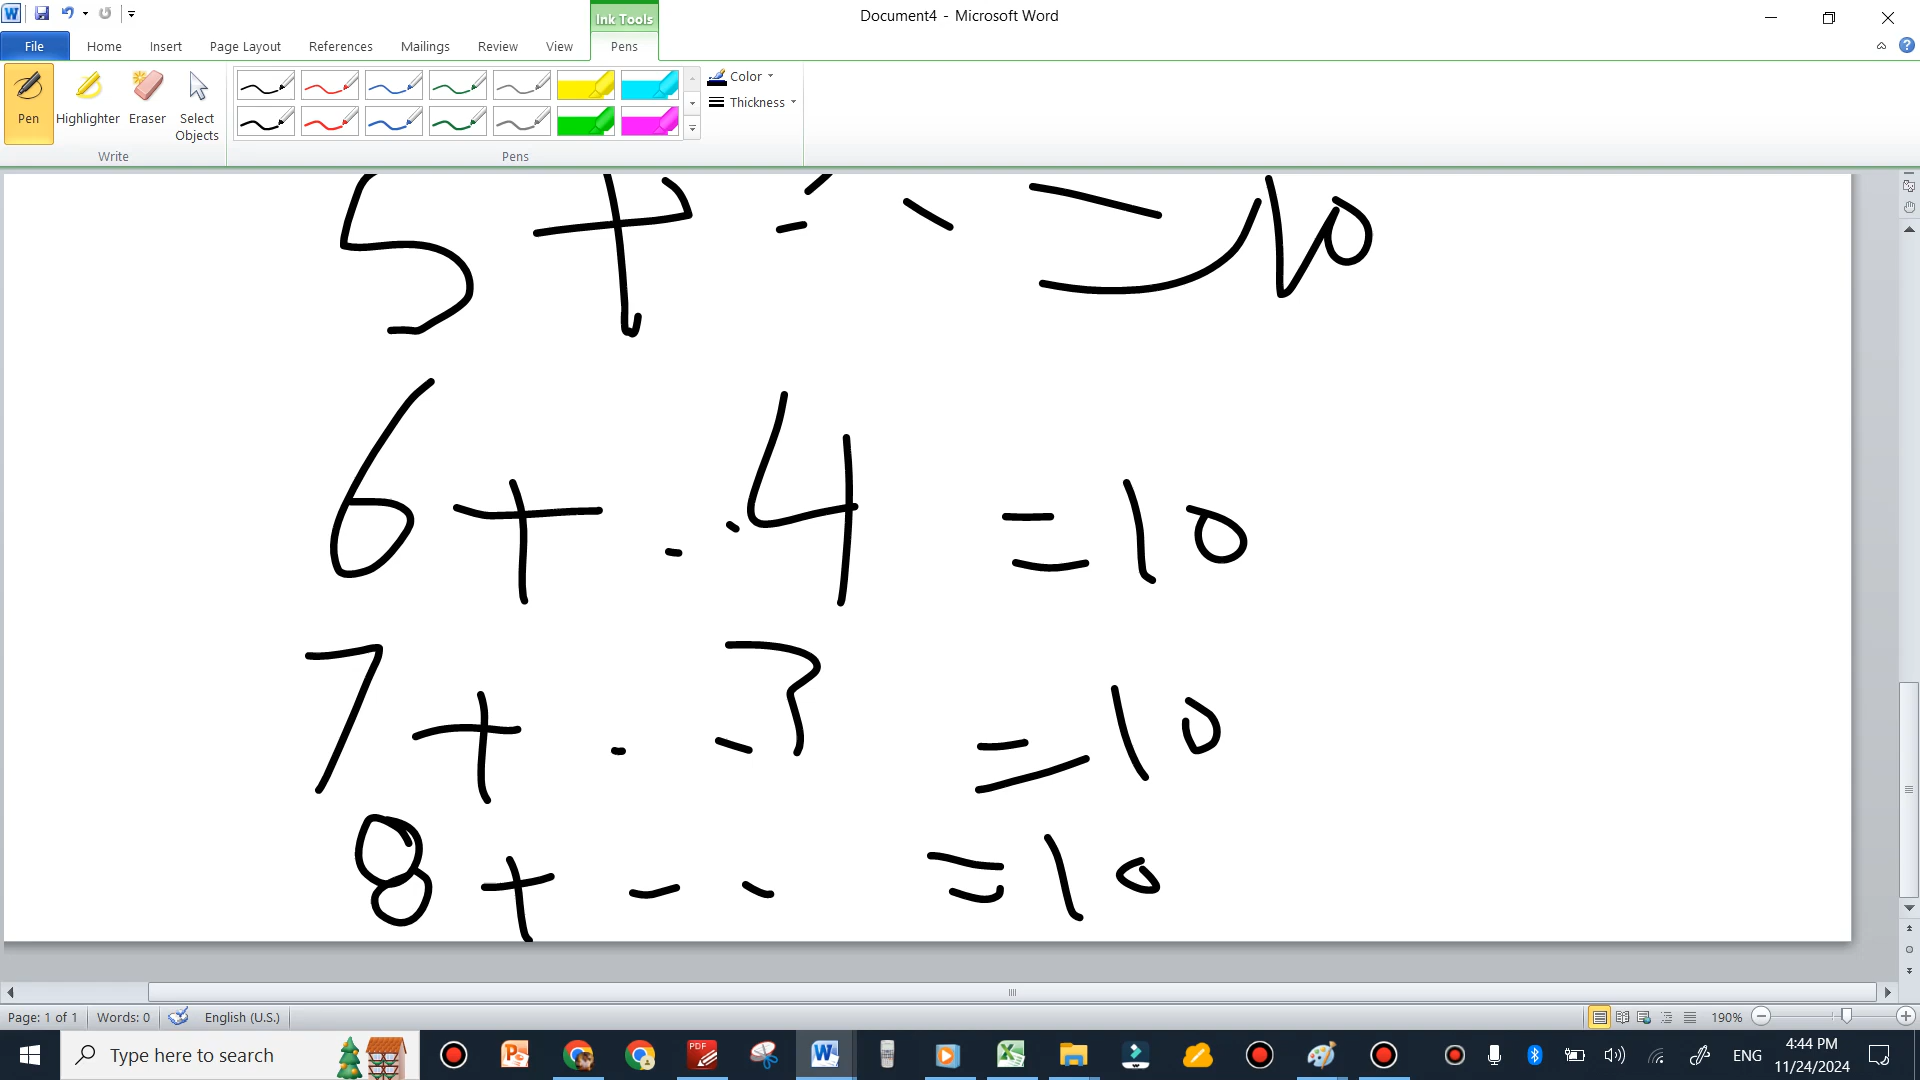 Document4 - Microsoft Word
Ink Tools
File Home Insert Page Layout References Mailings Review View Pens
Pen Highlighter Eraser Select Objects
Color
Thickness
Write Pens
5 + = 10
6 + . . 4 = 10
7 + . - 3 = 10
8 + - - = 10
Page: 1 of 1 Words: 0 English (U.S.) 190%
Type here to search
PDF
ENG
4:44 PM
11/24/2024